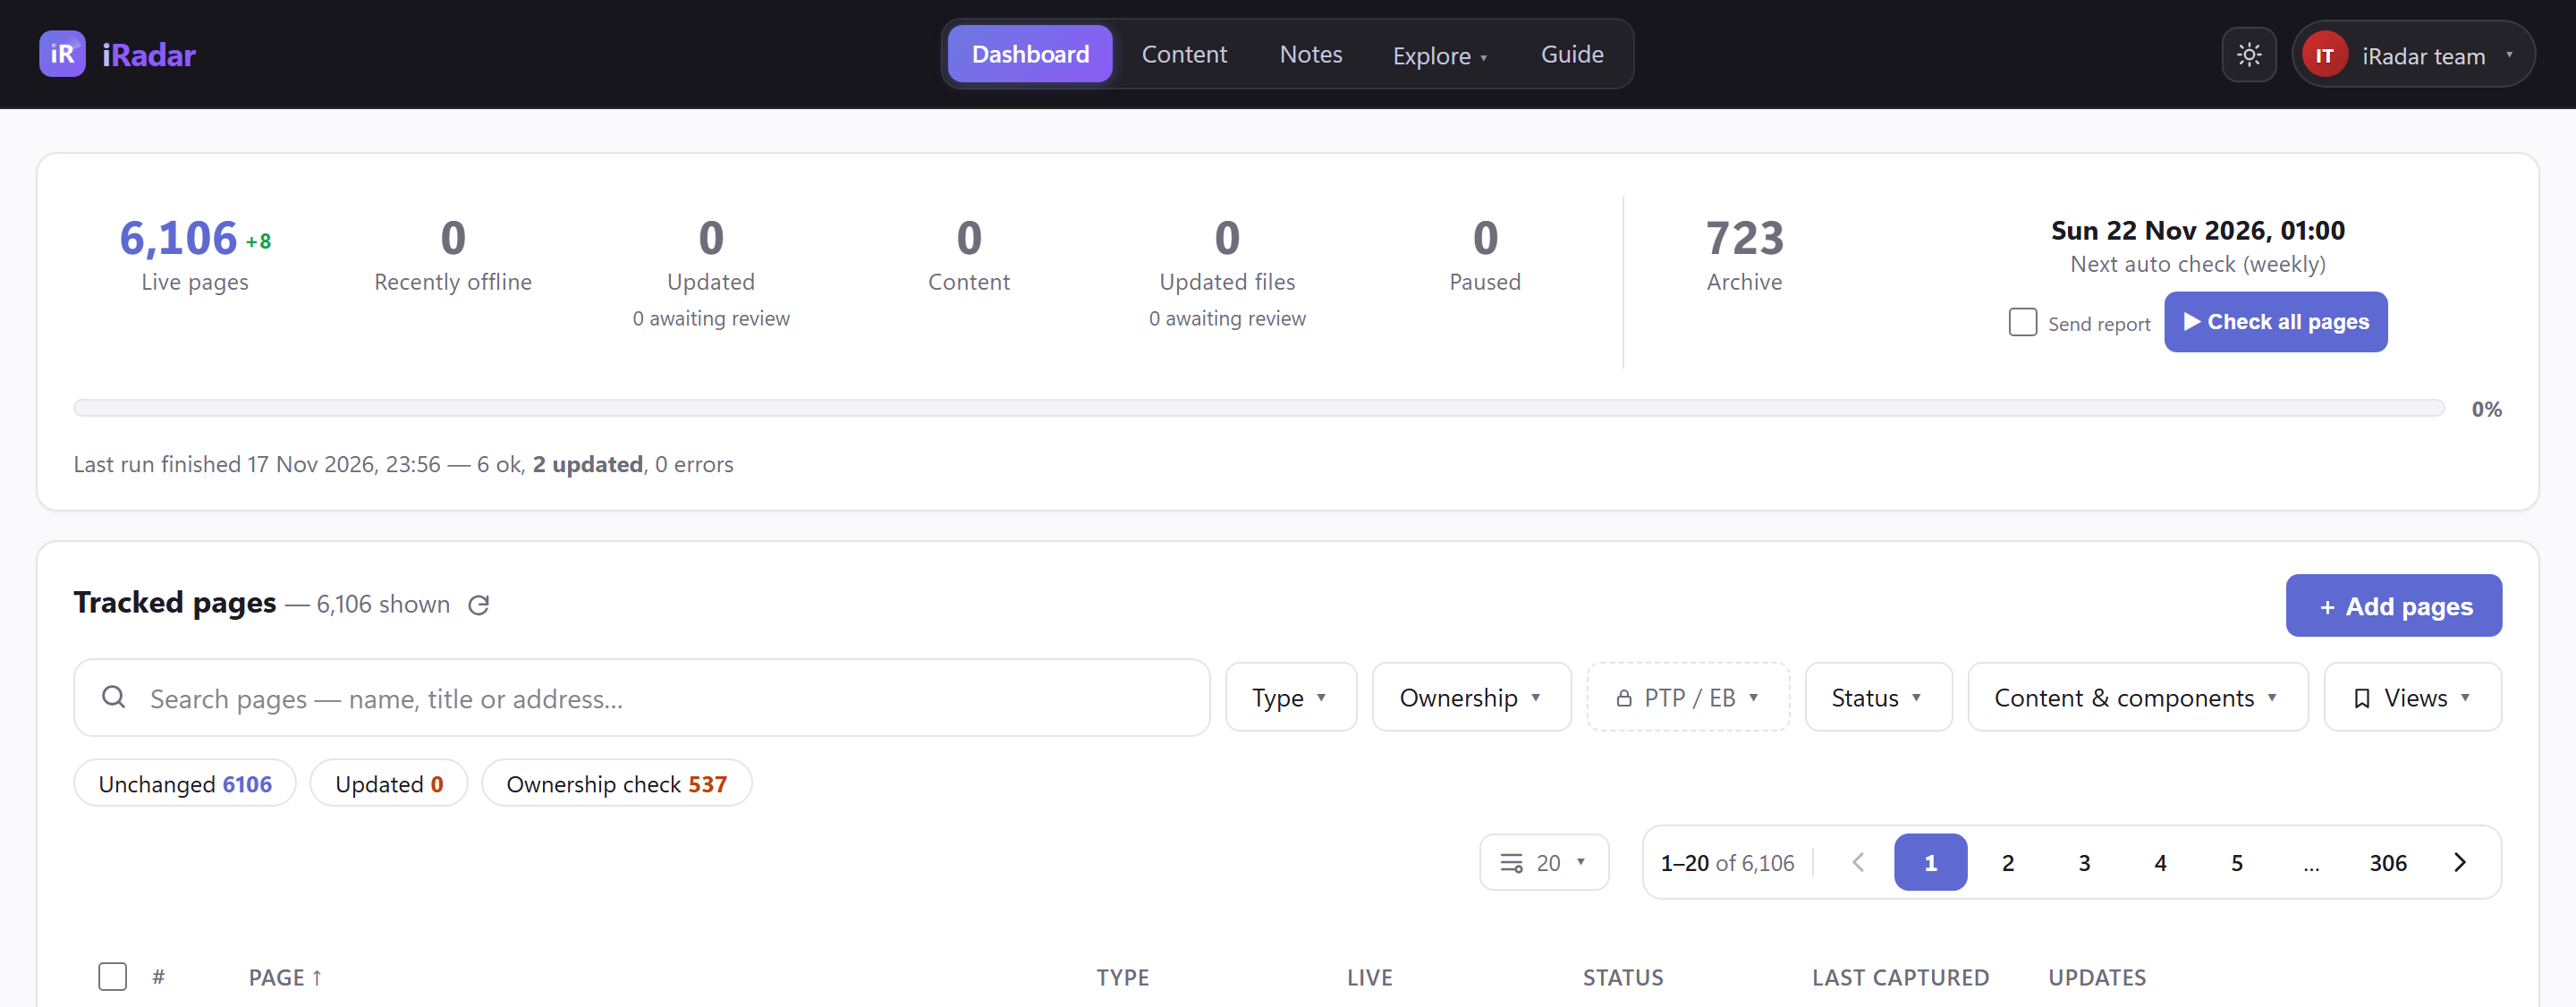 iR iRadar
Dashboard Content Notes Explore ▾ Guide
IT iRadar team ▾
6,106 +8
Live pages
0
Recently offline
0
Updated
0 awaiting review
0
Content
0
Updated files
0 awaiting review
0
Paused
723
Archive
Sun 22 Nov 2026, 01:00
Next auto check (weekly)
Send report ▶ Check all pages
0%
Last run finished 17 Nov 2026, 23:56 — 6 ok, 2 updated, 0 errors
Tracked pages — 6,106 shown
+ Add pages
Search pages — name, title or address...
Type ▾ Ownership ▾ PTP / EB ▾ Status ▾ Content & components ▾ Views ▾
Unchanged 6106 Updated 0 Ownership check 537
20 ▾ 1–20 of 6,106 1 2 3 4 5 ... 306
# PAGE ↑ TYPE LIVE STATUS LAST CAPTURED UPDATES